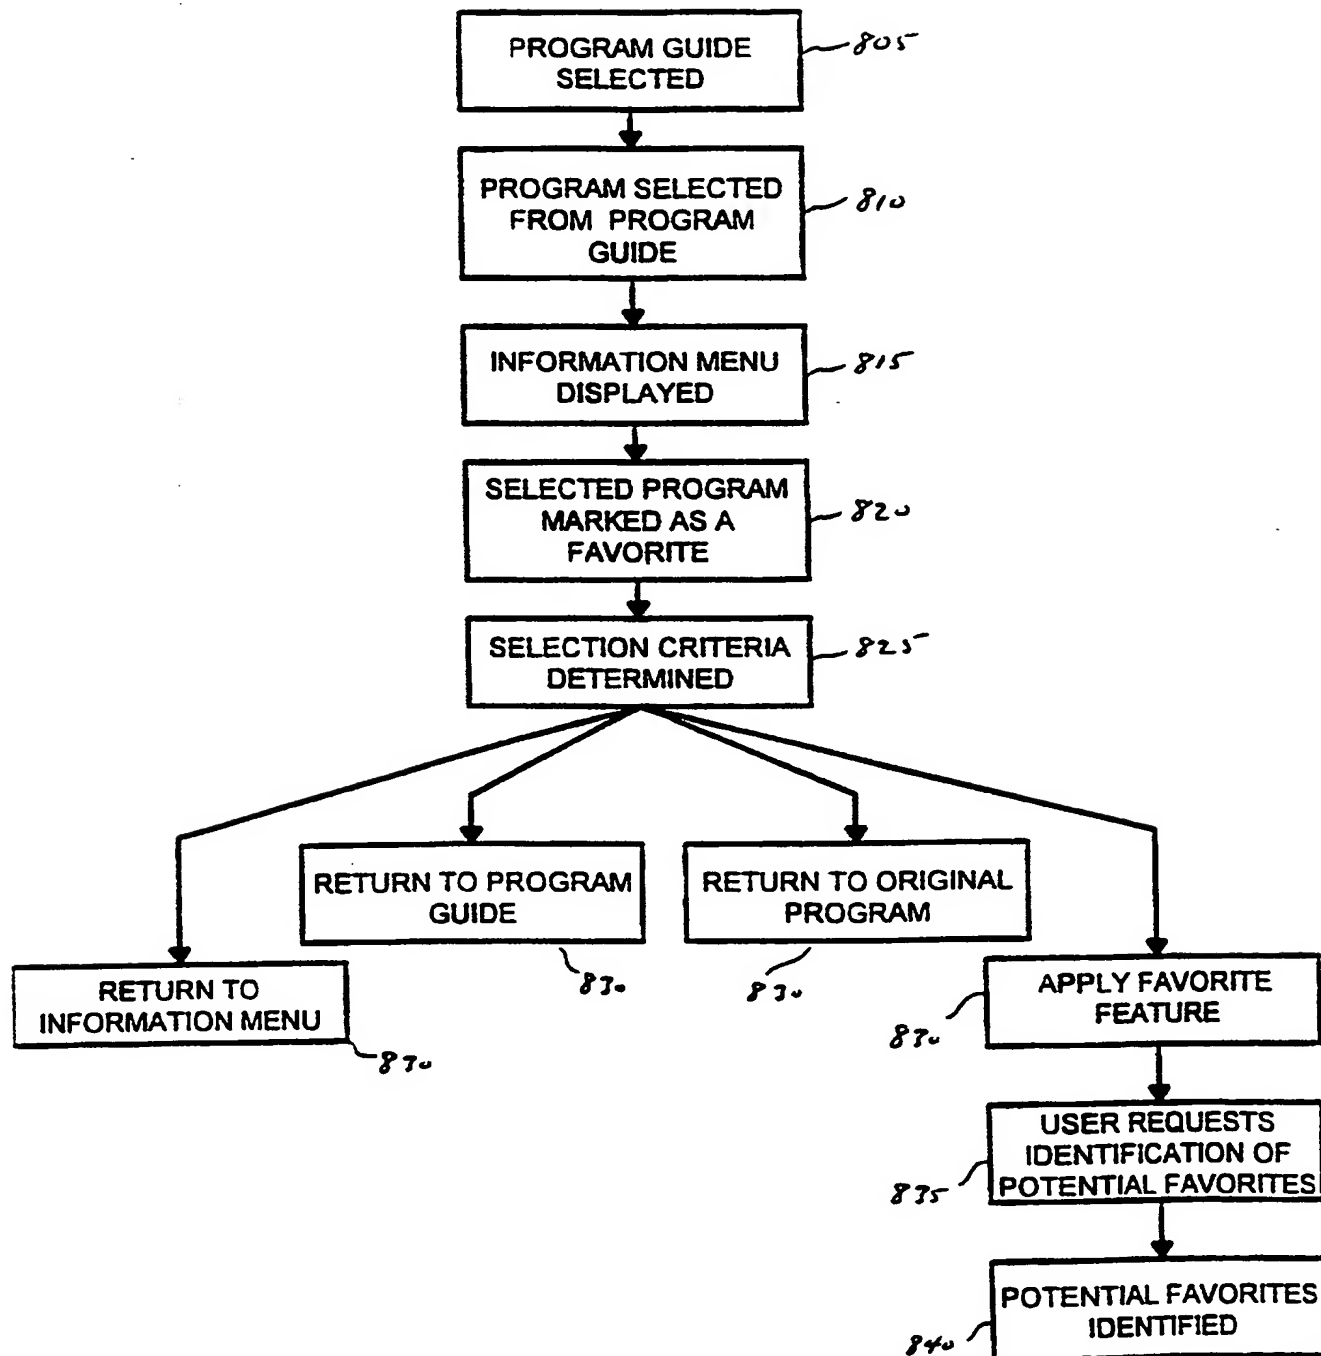 PROGRAM GUIDE
SELECTED
805
PROGRAM SELECTED
FROM PROGRAM
GUIDE
810
INFORMATION MENU
DISPLAYED
815
SELECTED PROGRAM
MARKED AS A
FAVORITE
820
SELECTION CRITERIA
DETERMINED
825
RETURN TO PROGRAM
GUIDE
830
RETURN TO ORIGINAL
PROGRAM
830
RETURN TO
INFORMATION MENU
830
APPLY FAVORITE
FEATURE
830
USER REQUESTS
IDENTIFICATION OF
POTENTIAL FAVORITES
835
POTENTIAL FAVORITES
IDENTIFIED
840